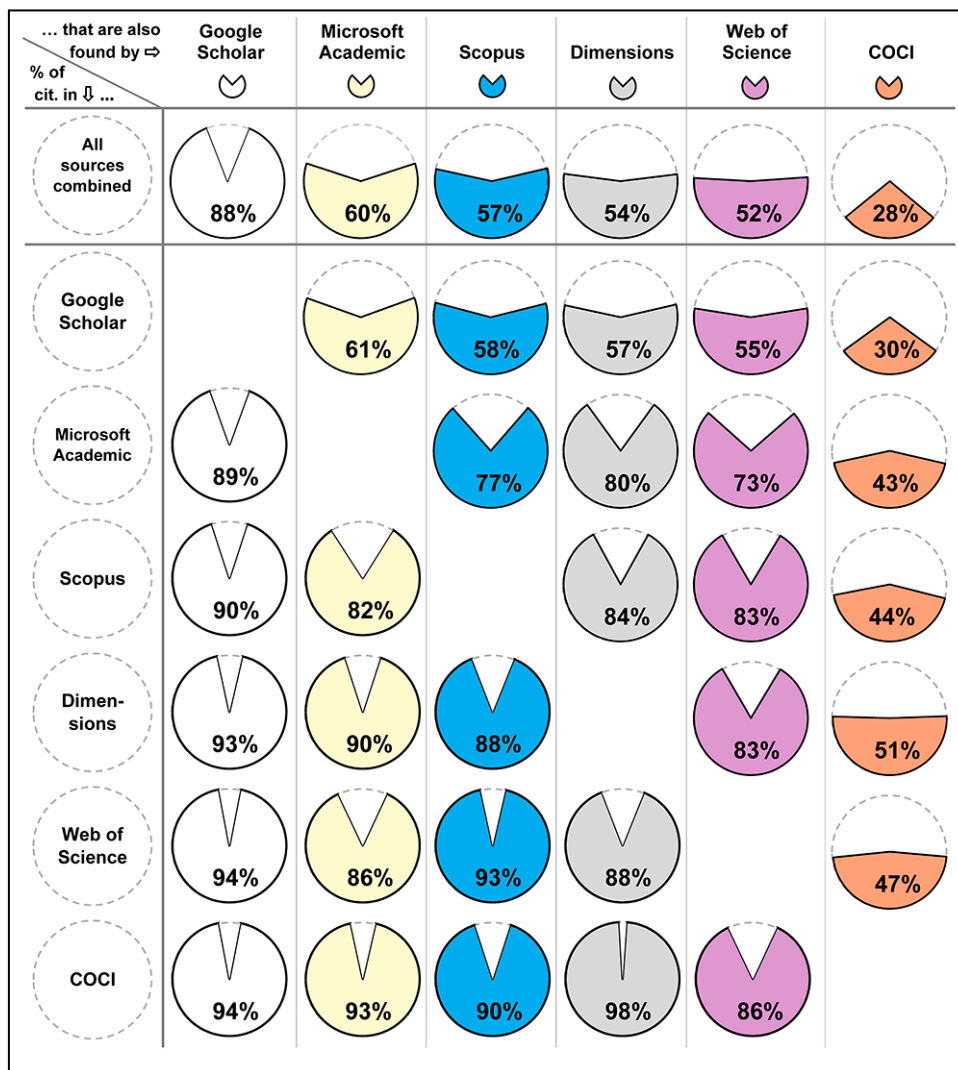 ... that are also
found by ⇨
% of
cit. in ⇩ ...
Google
Scholar
Microsoft
Academic
Scopus
Dimensions
Web of
Science
COCI
All
sources
combined
88%
60%
57%
54%
52%
28%
Google
Scholar
61%
58%
57%
55%
30%
Microsoft
Academic
89%
77%
80%
73%
43%
Scopus
90%
82%
84%
83%
44%
Dimen-
sions
93%
90%
88%
83%
51%
Web of
Science
94%
86%
93%
88%
47%
COCI
94%
93%
90%
98%
86%